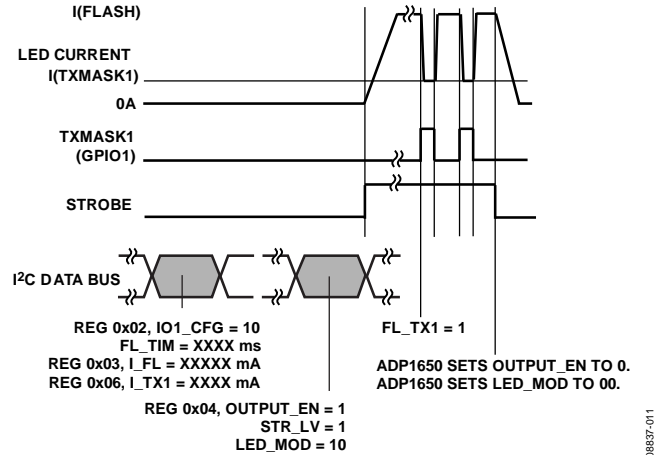 I(FLASH)
LED CURRENT
I(TXMASK1)
0A
TXMASK1
(GPIO1)
STROBE
I2C DATA BUS
REG 0x02, IO1_CFG = 10
FL_TIM = XXXX ms
REG 0x03, I_FL = XXXXX mA
REG 0x06, I_TX1 = XXXX mA
REG 0x04, OUTPUT_EN = 1
STR_LV = 1
LED_MOD = 10
FL_TX1 = 1
ADP1650 SETS OUTPUT_EN TO 0.
ADP1650 SETS LED_MOD TO 00.
08837-011